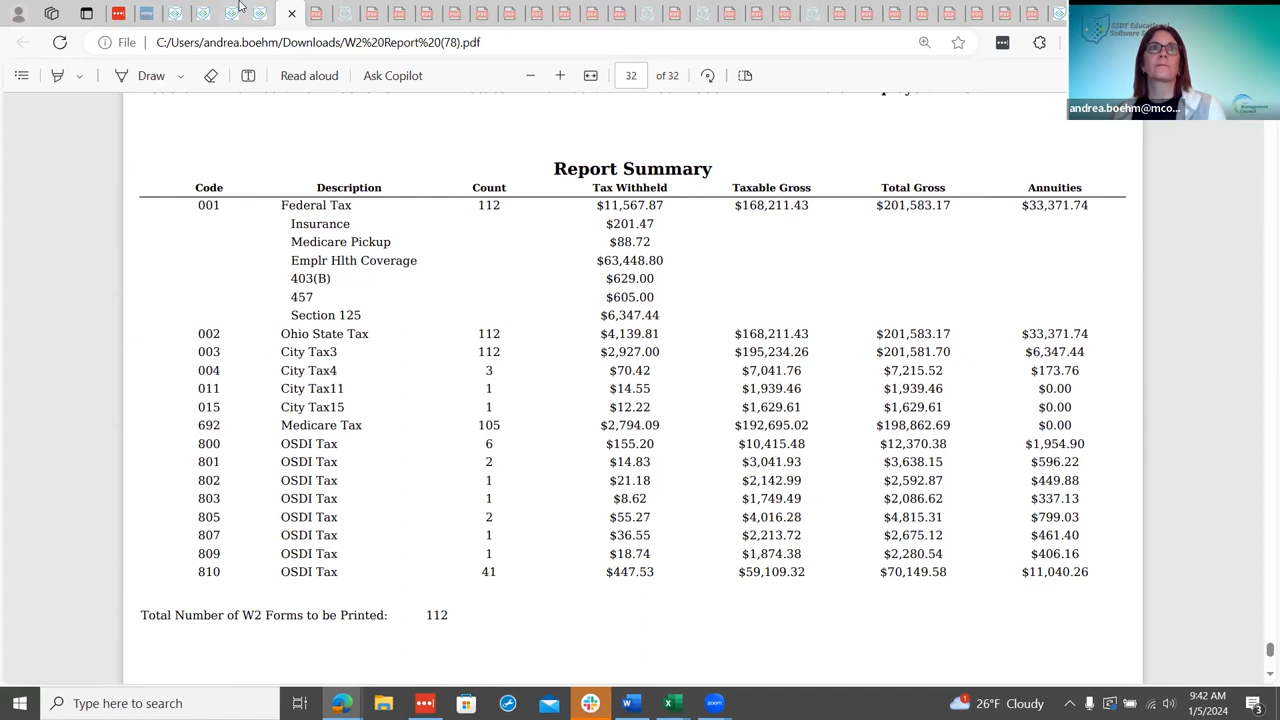 File C:/Users/andrea.boehm/Downloads/W2%20Report%20(78).pdf
Draw Read aloud Ask Copilot 32 of 32
SSDT Educational
andrea.boehm@mco...
Management
Council
Report Summary
Code Description Count Tax Withheld Taxable Gross Total Gross Annuities
001 Federal Tax 112 $11,567.87 $168,211.43 $201,583.17 $33,371.74
Insurance $201.47
Medicare Pickup $88.72
Emplr Hlth Coverage $63,448.80
403(B) $629.00
457 $605.00
Section 125 $6,347.44
002 Ohio State Tax 112 $4,139.81 $168,211.43 $201,583.17 $33,371.74
003 City Tax3 112 $2,927.00 $195,234.26 $201,581.70 $6,347.44
004 City Tax4 3 $70.42 $7,041.76 $7,215.52 $173.76
011 City Tax11 1 $14.55 $1,939.46 $1,939.46 $0.00
015 City Tax15 1 $12.22 $1,629.61 $1,629.61 $0.00
692 Medicare Tax 105 $2,794.09 $192,695.02 $198,862.69 $0.00
800 OSDI Tax 6 $155.20 $10,415.48 $12,370.38 $1,954.90
801 OSDI Tax 2 $14.83 $3,041.93 $3,638.15 $596.22
802 OSDI Tax 1 $21.18 $2,142.99 $2,592.87 $449.88
803 OSDI Tax 1 $8.62 $1,749.49 $2,086.62 $337.13
805 OSDI Tax 2 $55.27 $4,016.28 $4,815.31 $799.03
807 OSDI Tax 1 $36.55 $2,213.72 $2,675.12 $461.40
809 OSDI Tax 1 $18.74 $1,874.38 $2,280.54 $406.16
810 OSDI Tax 41 $447.53 $59,109.32 $70,149.58 $11,040.26
Total Number of W2 Forms to be Printed: 112
Type here to search
26°F Cloudy
9:42 AM
1/5/2024